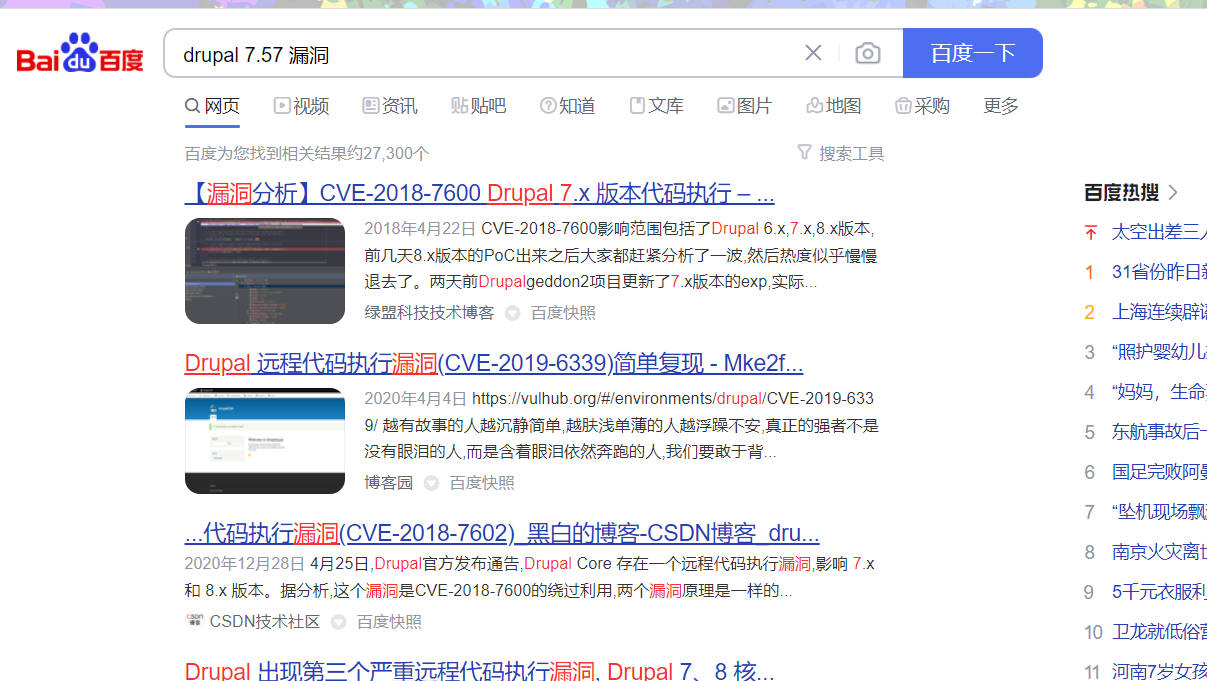 Bai du 百度
drupal 7.57 漏洞
百度一下
网页 视频 资讯 贴吧 知道 文库 图片 地图 采购 更多
百度为您找到相关结果约27,300个
搜索工具
【漏洞分析】CVE-2018-7600 Drupal 7.x 版本代码执行 – ...
2018年4月22日 CVE-2018-7600影响范围包括了Drupal 6.x,7.x,8.x版本,
前几天8.x版本的PoC出来之后大家都赶紧分析了一波,然后热度似乎慢慢
退去了。两天前Drupalgeddon2项目更新了7.x版本的exp,实际...
绿盟科技技术博客 百度快照
Drupal 远程代码执行漏洞(CVE-2019-6339)简单复现 - Mke2f...
2020年4月4日 https://vulhub.org/#/environments/drupal/CVE-2019-633
9/ 越有故事的人越沉静简单,越肤浅单薄的人越浮躁不安,真正的强者不是
没有眼泪的人,而是含着眼泪依然奔跑的人,我们要敢于背...
博客园 百度快照
...代码执行漏洞(CVE-2018-7602)_黑白的博客-CSDN博客_dru...
2020年12月28日 4月25日,Drupal官方发布通告,Drupal Core 存在一个远程代码执行漏洞,影响 7.x
和 8.x 版本。据分析,这个漏洞是CVE-2018-7600的绕过利用,两个漏洞原理是一样的...
CSDN技术社区 百度快照
Drupal 出现第三个严重远程代码执行漏洞, Drupal 7、8 核...
百度热搜
太空出差三
1 31省份昨日
2 上海连续辟
3 “照护婴幼儿
4 “妈妈，生命
5 东航事故后
6 国足完败阿曼
7 “坠机现场飘
8 南京火灾离
9 5千元衣服
10 卫龙就低俗
11 河南7岁女孩